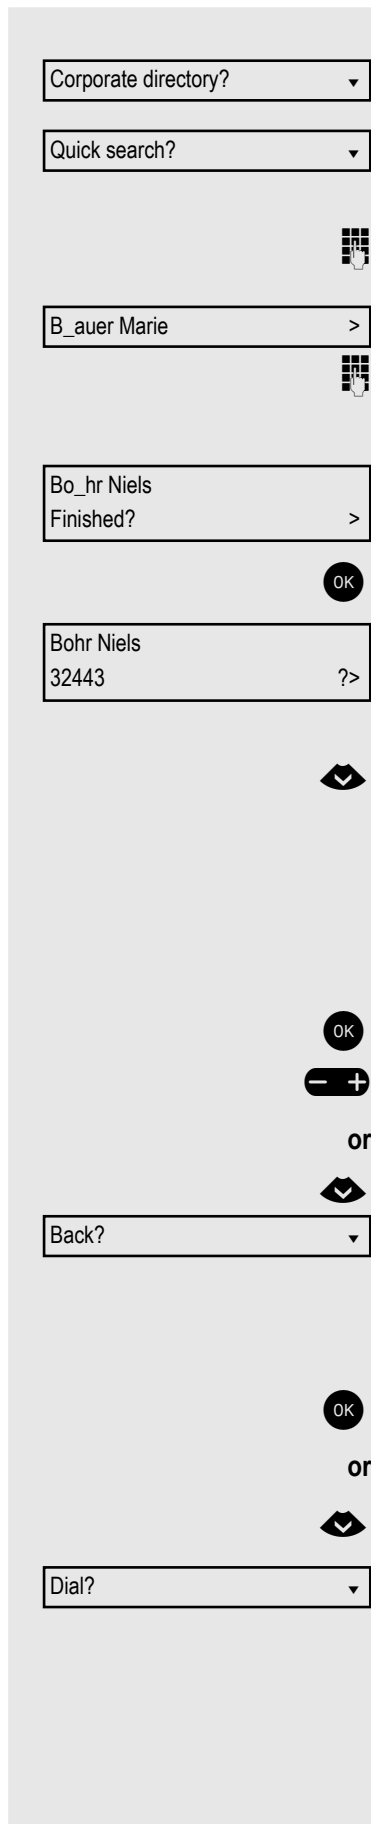 Corporate directory? ▼
Quick search? ▼
B_auer Marie >
Bo_hr Niels
Finished? >
OK
Bohr Niels
32443 ?>
OK
− +
or
Back? ▼
OK
or
Dial? ▼